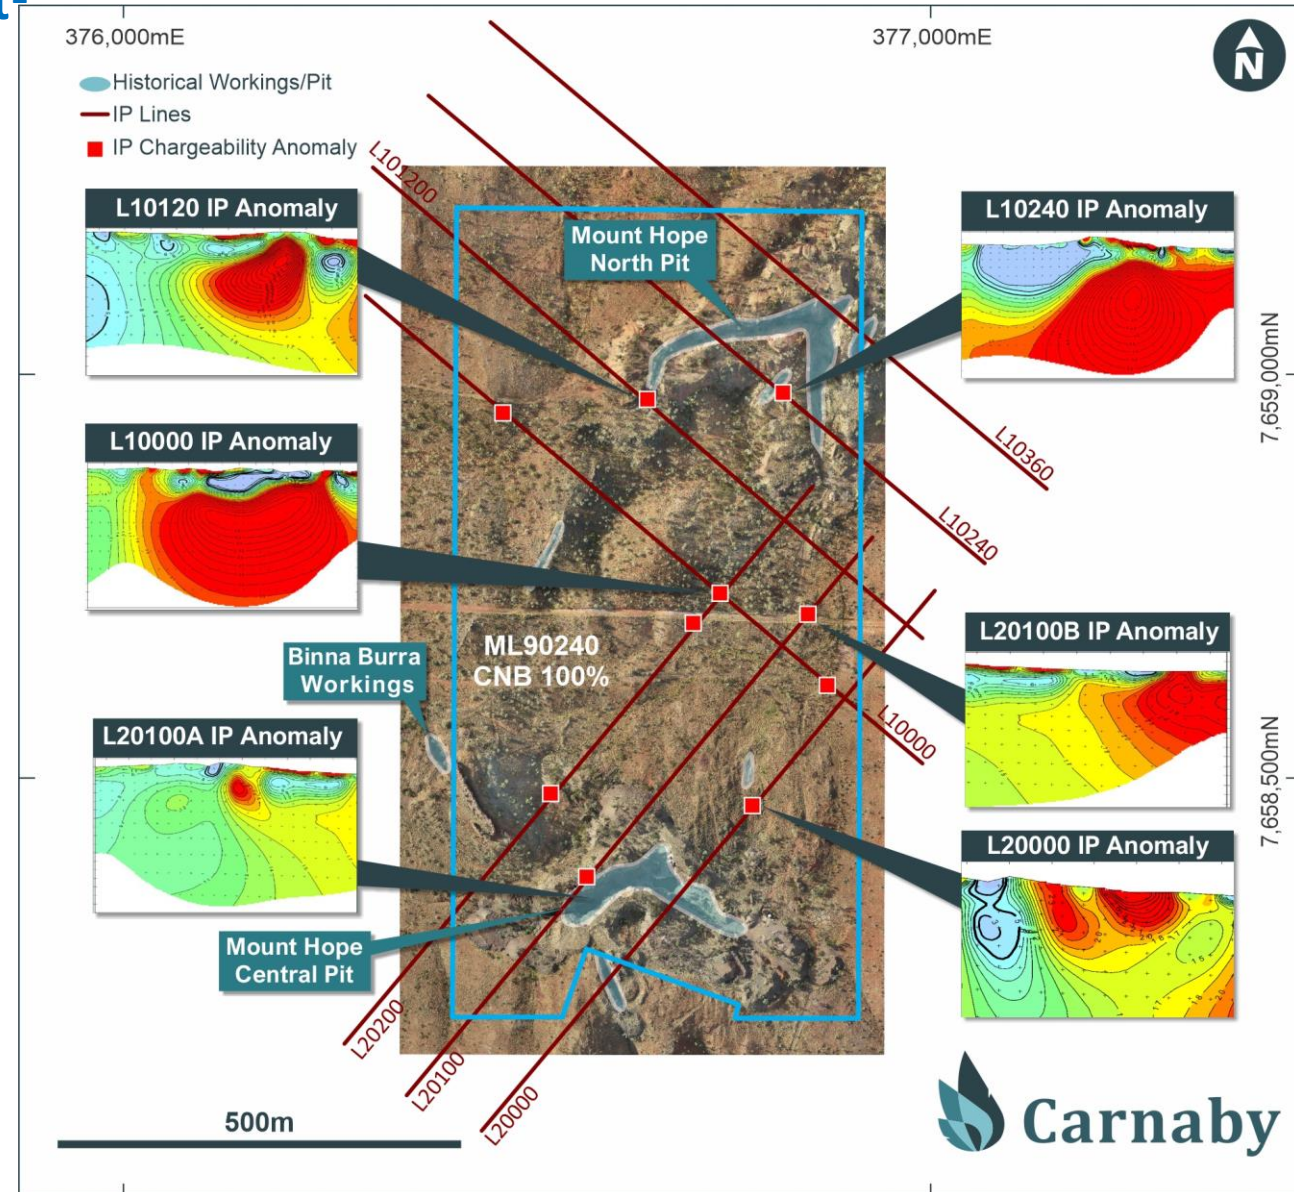 376,000mE
377,000mE
N
Historical Workings/Pit
IP Lines
IP Chargeability Anomaly
L101200
L10120 IP Anomaly
L10240 IP Anomaly
Mount Hope
North Pit
7,659,000mN
L10000 IP Anomaly
L10360
L10240
L20100B IP Anomaly
Binna Burra
Workings
ML90240
CNB 100%
L10000
L20100A IP Anomaly
7,658,500mN
L20000 IP Anomaly
Mount Hope
Central Pit
L20200
L20100
L20000
500m
Carnaby